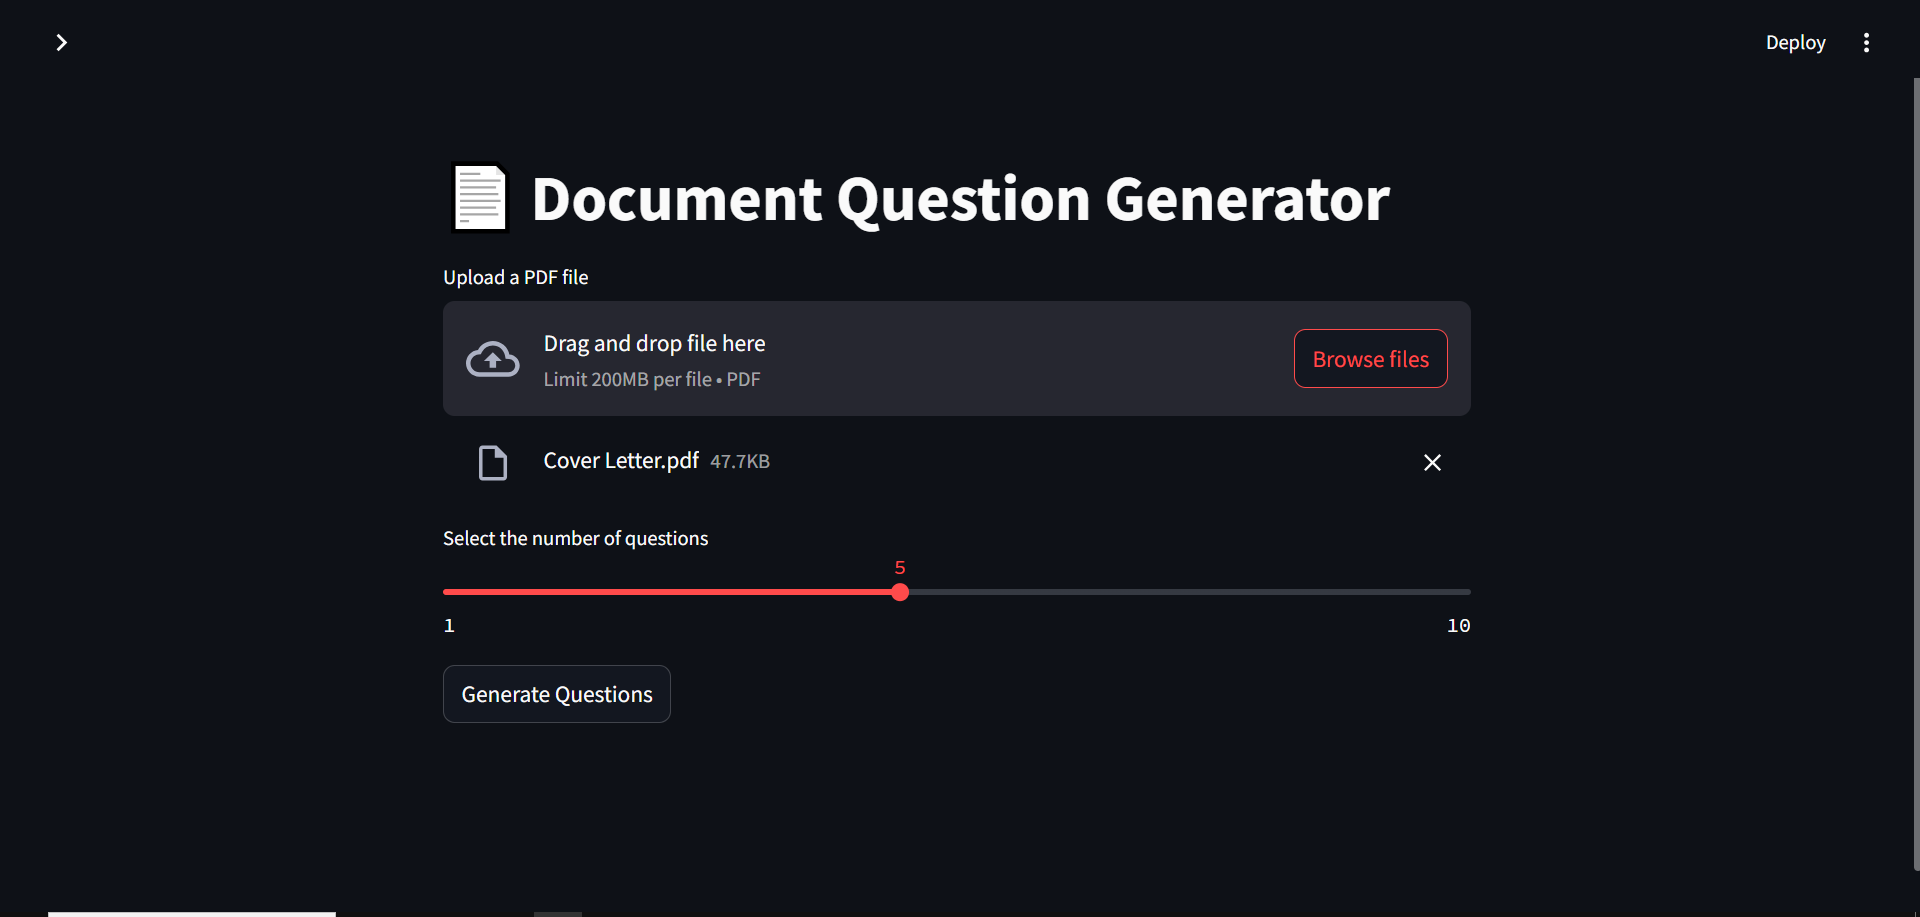 Deploy
Document Question Generator
Upload a PDF file
Drag and drop file here
Limit 200MB per file • PDF
Browse files
Cover Letter.pdf 47.7KB
Select the number of questions
5
1
10
Generate Questions